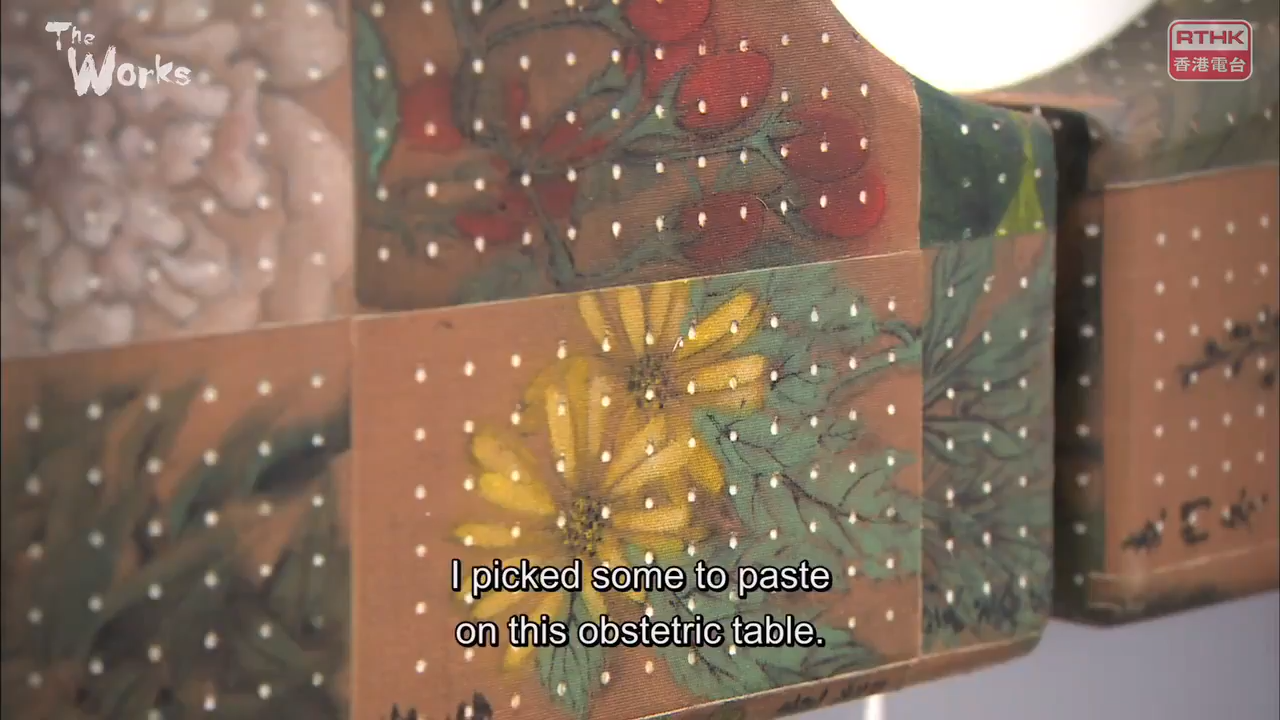 The
Works
RTHK
香港電台
I picked some to paste
on this obstetric table.